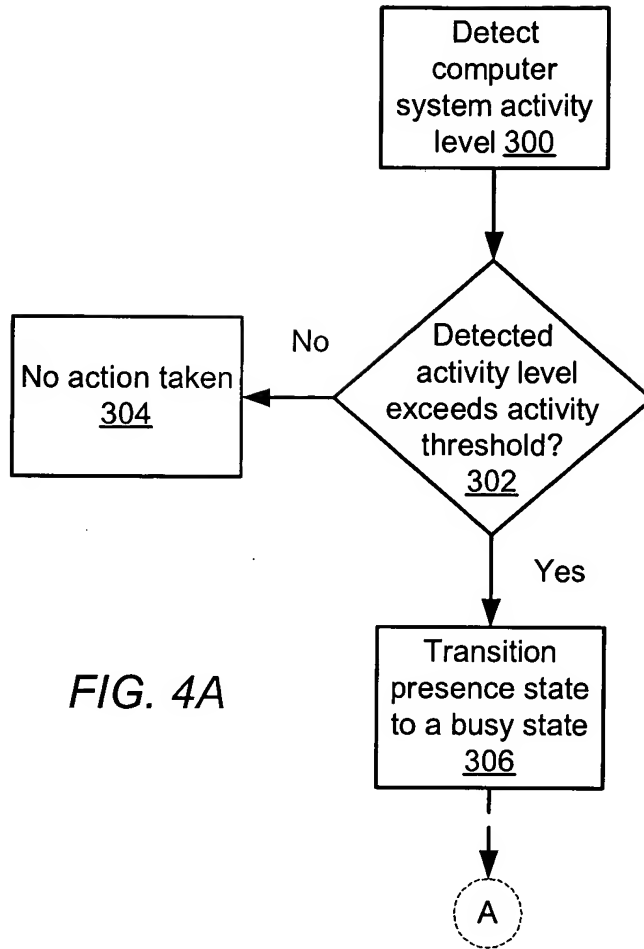 Detect
computer
system activity
level 300
Detected
activity level
exceeds activity
threshold?
302
No
No action taken
304
Yes
Transition
presence state
to a busy state
306
FIG. 4A
A